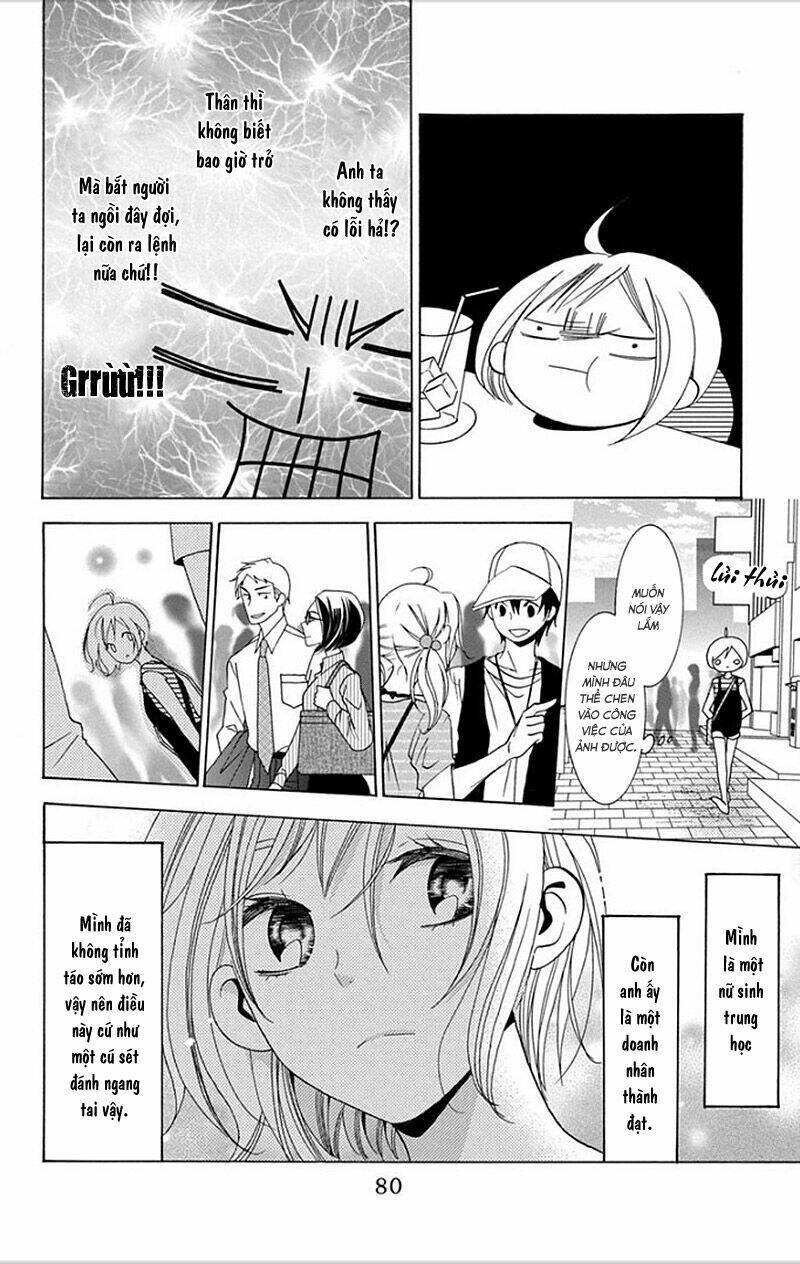 Anh ta
không thấy
có lỗi hả!?
Thân thì
không biết
bao giờ trở
Mà bắt người
ta ngồi đây đợi,
lại còn ra lệnh
nữa chứ!!
Grrừừ!!!
lủi thủi
MUỐN
NÓI VẬY
LẮM
NHƯNG
MÌNH ĐÂU
THỂ CHEN
VÀO CÔNG
VIỆC CỦA
ẢNH ĐƯỢC.
Mình
là một
nữ sinh
trung
học
Còn
anh ấy
là một
doanh
nhân
thành
đạt.
Mình đã
không tỉnh
táo sớm hơn,
vậy nên điều
này cứ như
một cú sét
đánh ngang
tai vậy.
80